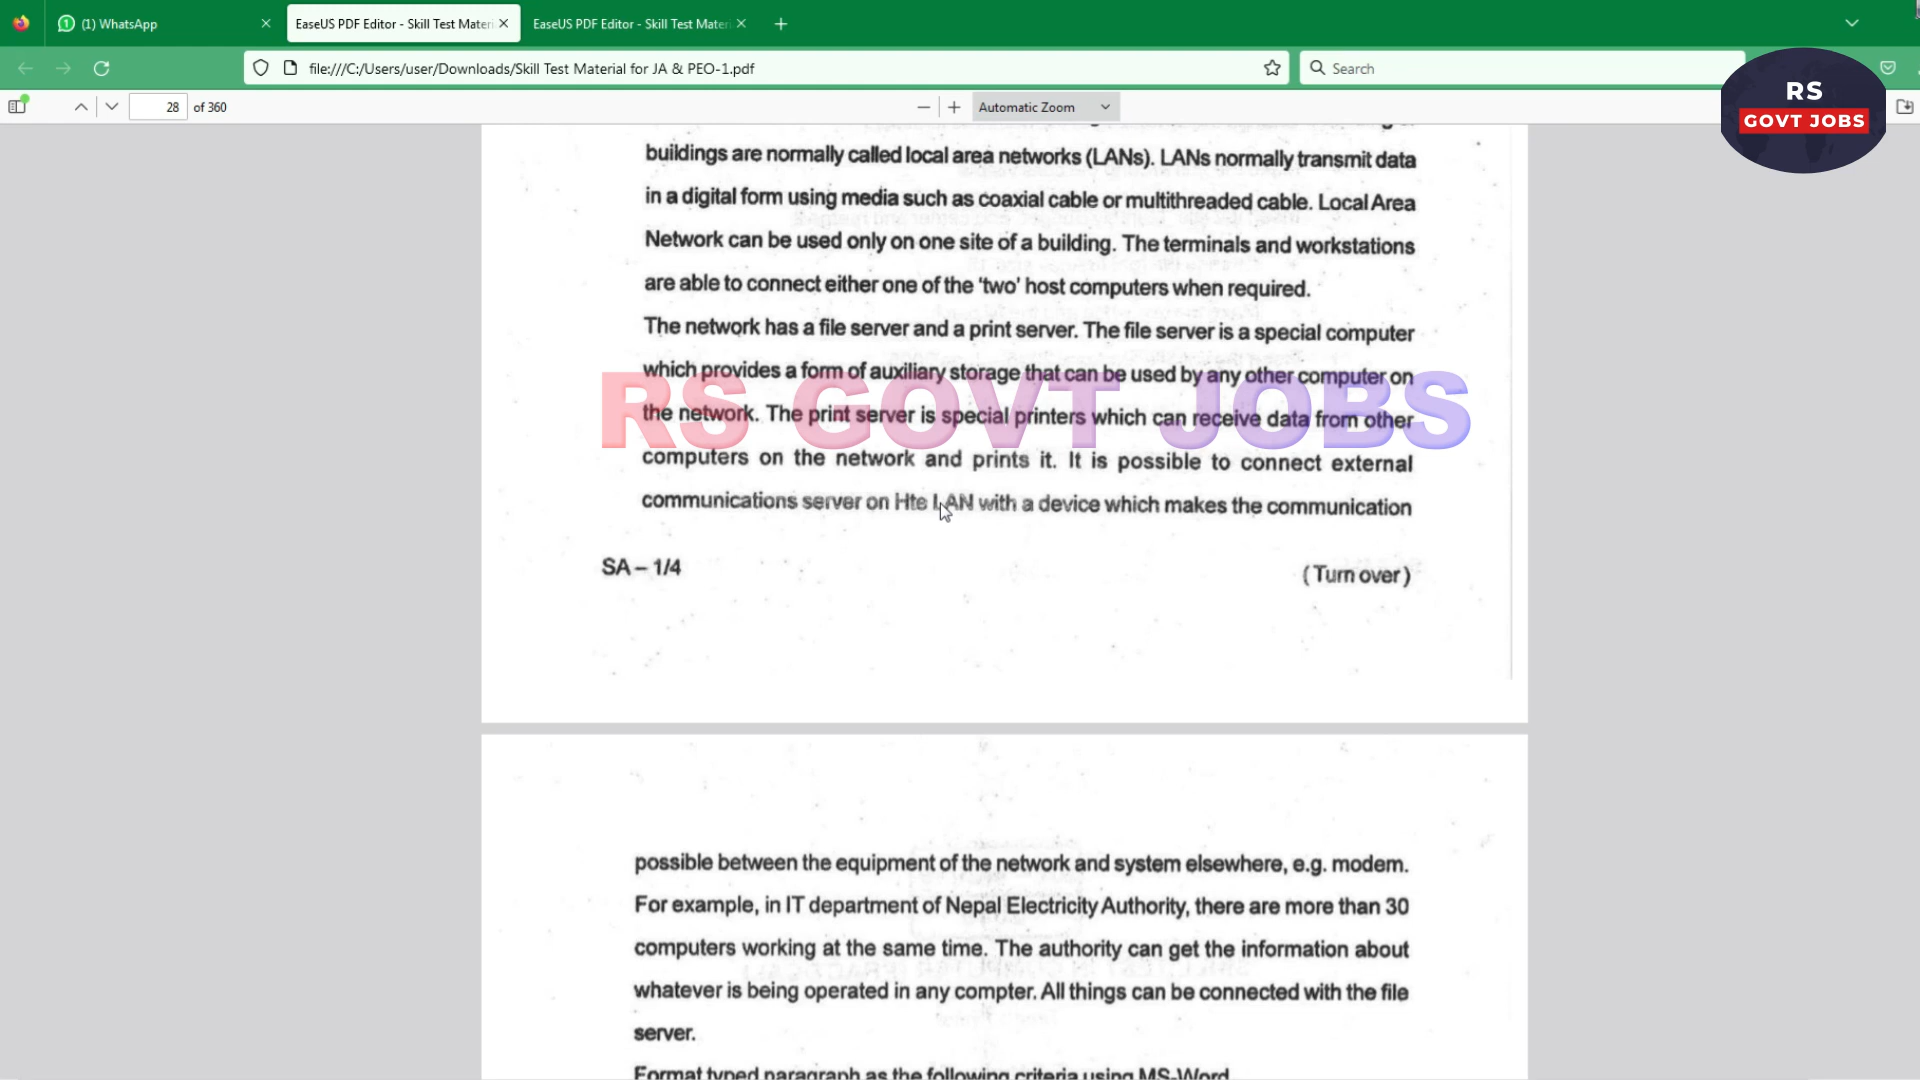 (1) WhatsApp
EaseUS PDF Editor - Skill Test Materi
EaseUS PDF Editor - Skill Test Materi
file:///C:/Users/user/Downloads/Skill Test Material for JA & PEO-1.pdf
Search
28 of 360
Automatic Zoom
RS
GOVT JOBS
buildings are normally called local area networks (LANs). LANs normally transmit data
in a digital form using media such as coaxial cable or multithreaded cable. Local Area
Network can be used only on one site of a building. The terminals and workstations
are able to connect either one of the 'two' host computers when required.
The network has a file server and a print server. The file server is a special computer
which provides a form of auxiliary storage that can be used by any other computer on
RS GOVT JOBS
the network. The print server is special printers which can receive data from other
computers on the network and prints it. It is possible to connect external
communications server on Hte LAN with a device which makes the communication
SA – 1/4
(Turn over)
possible between the equipment of the network and system elsewhere, e.g. modem.
For example, in IT department of Nepal Electricity Authority, there are more than 30
computers working at the same time. The authority can get the information about
whatever is being operated in any compter. All things can be connected with the file
server.
Format typed paragraph as the following criteria using MS-Word